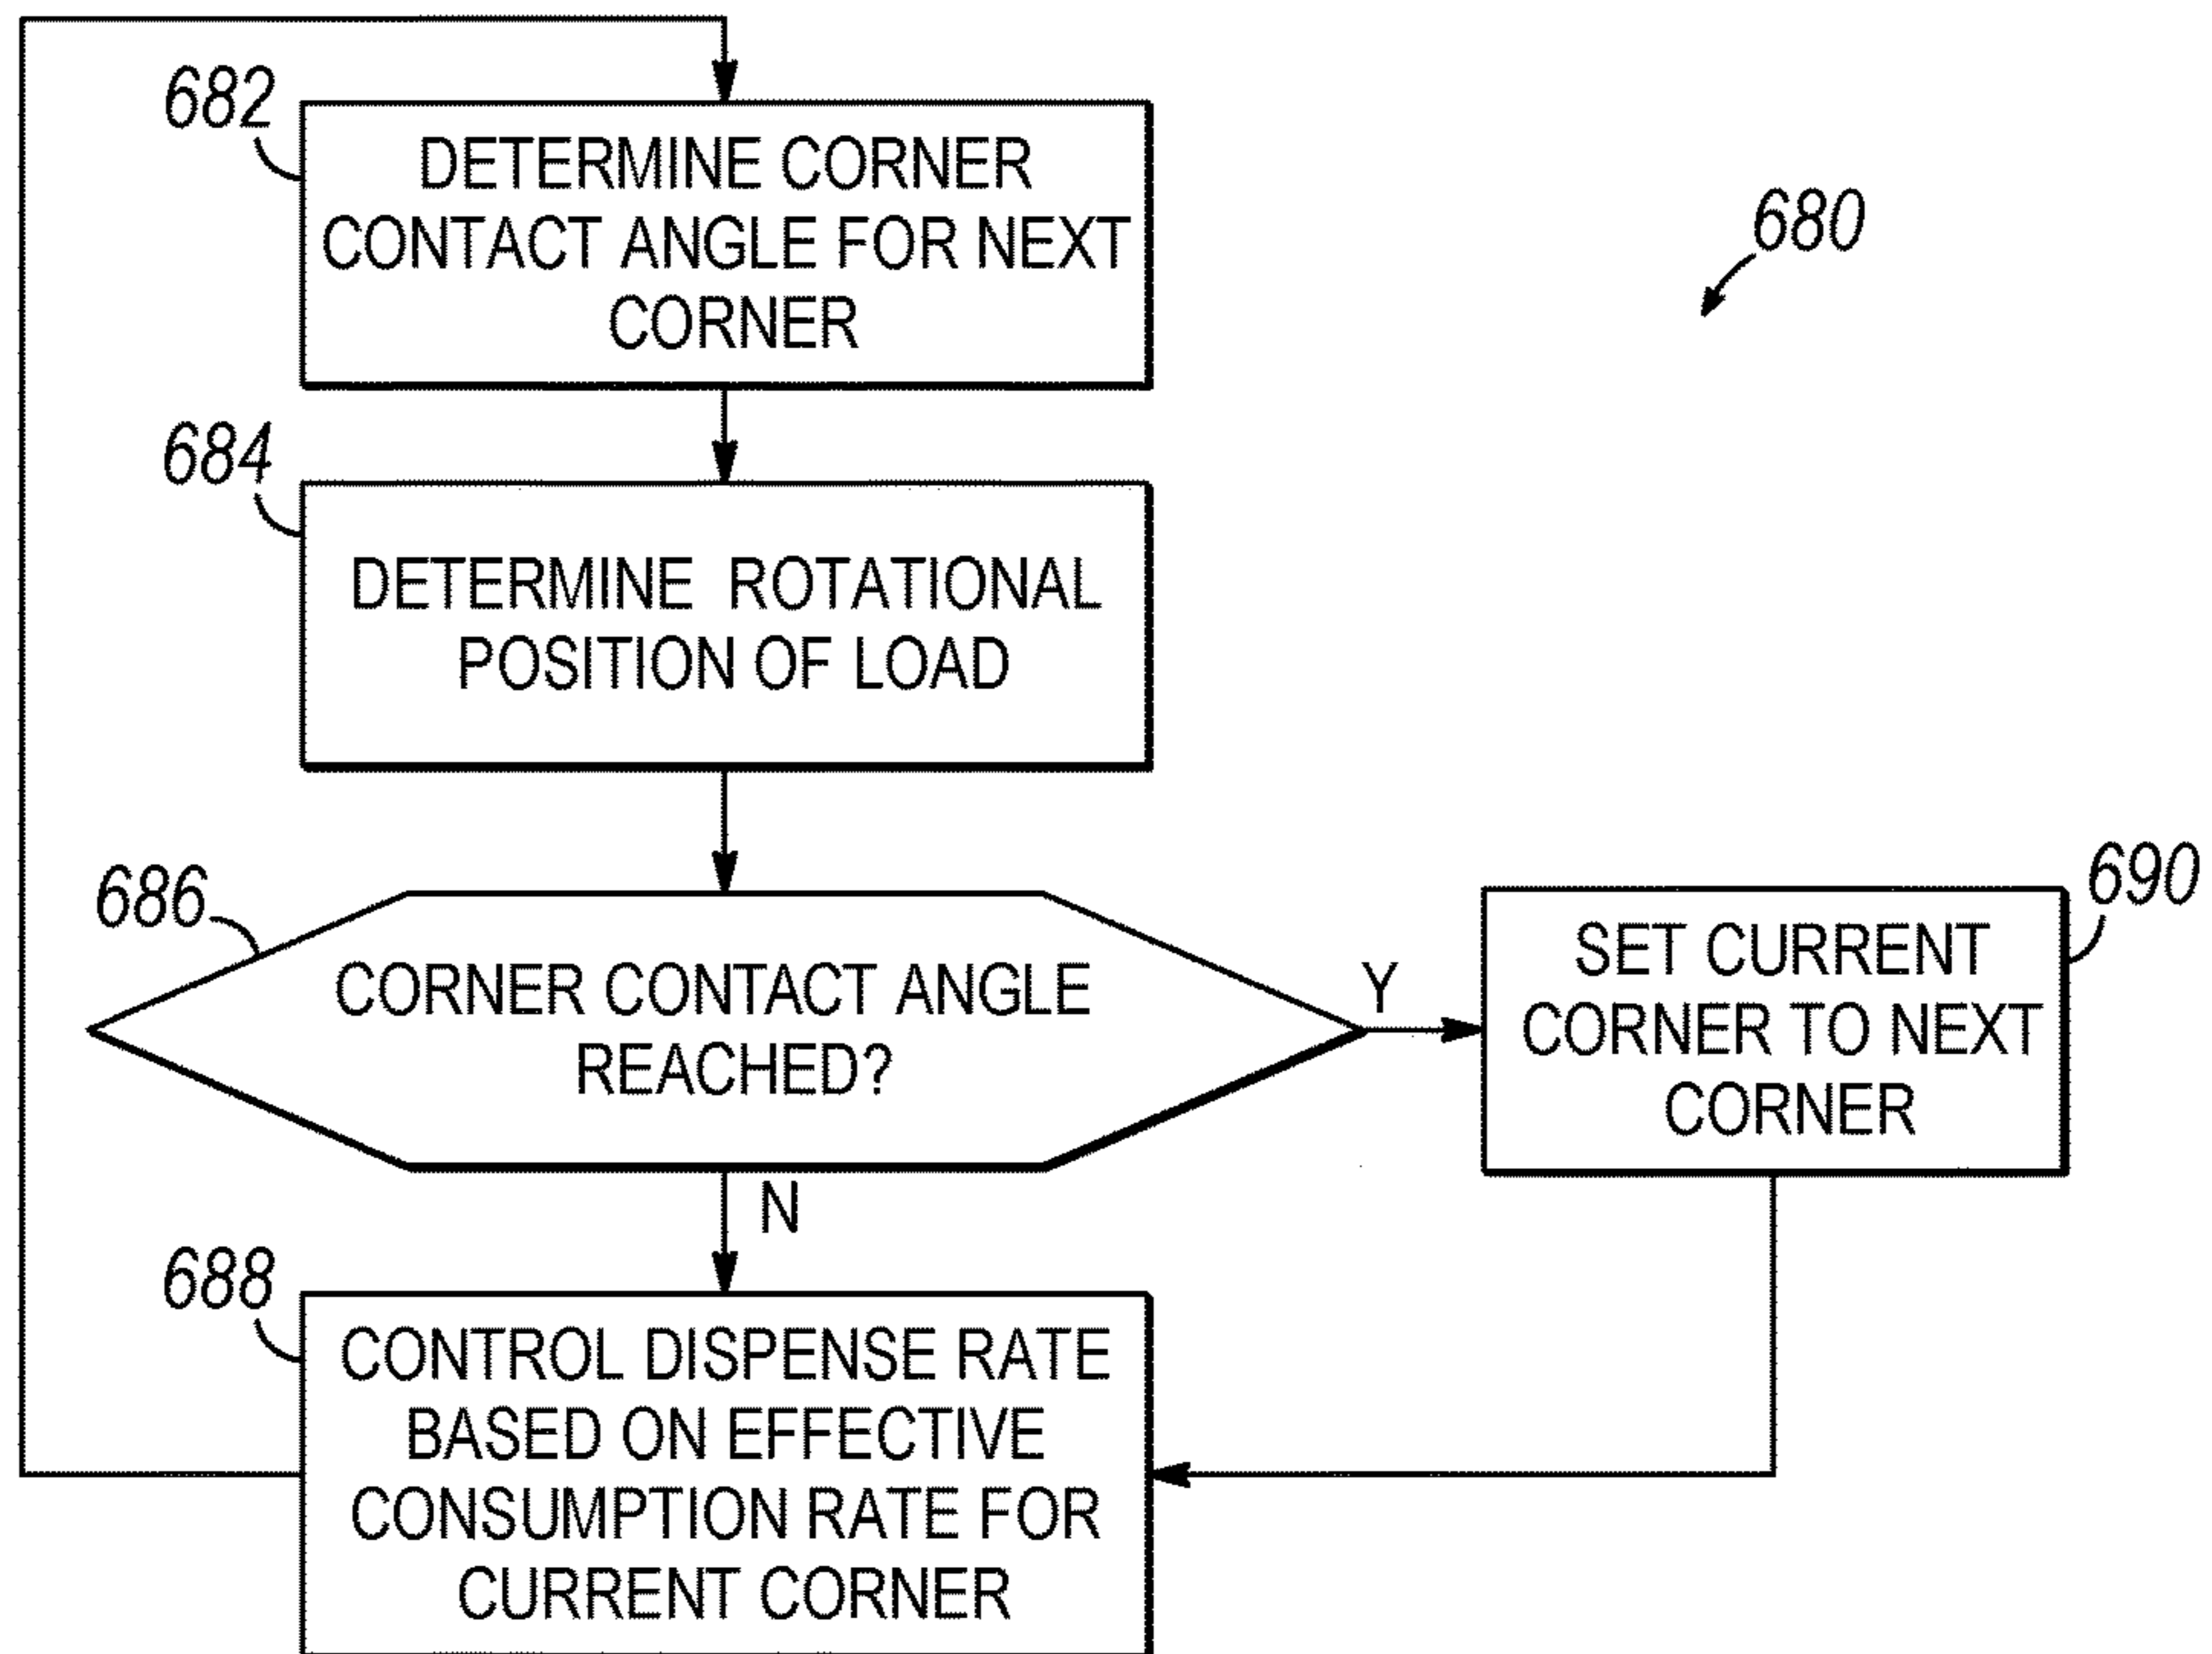 682
DETERMINE CORNER
CONTACT ANGLE FOR NEXT
CORNER
680
684
DETERMINE ROTATIONAL
POSITION OF LOAD
686
CORNER CONTACT ANGLE
REACHED?
Y
690
SET CURRENT
CORNER TO NEXT
CORNER
N
688
CONTROL DISPENSE RATE
BASED ON EFFECTIVE
CONSUMPTION RATE FOR
CURRENT CORNER